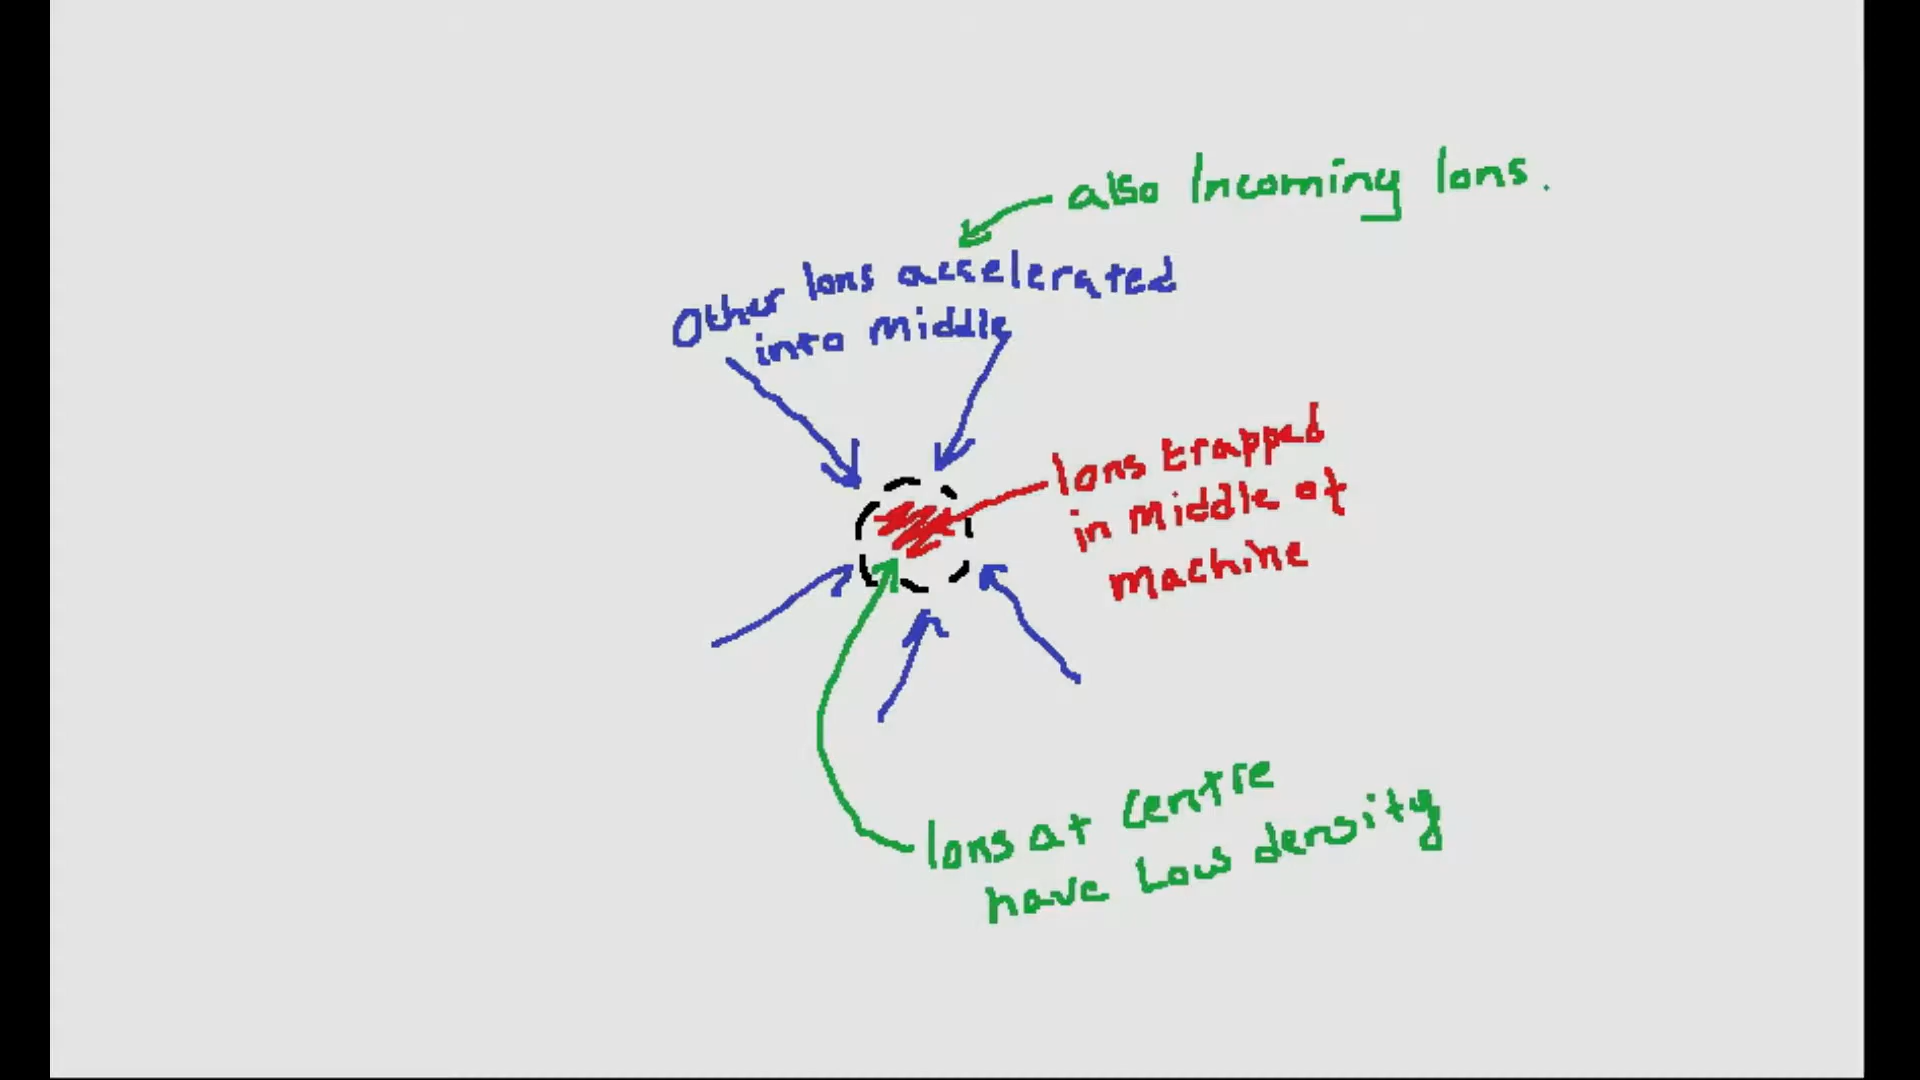 also Incoming Ions.
Other Ions accelerated
into middle
Ions trapped
in middle of
machine
Ions at centre
have Low density